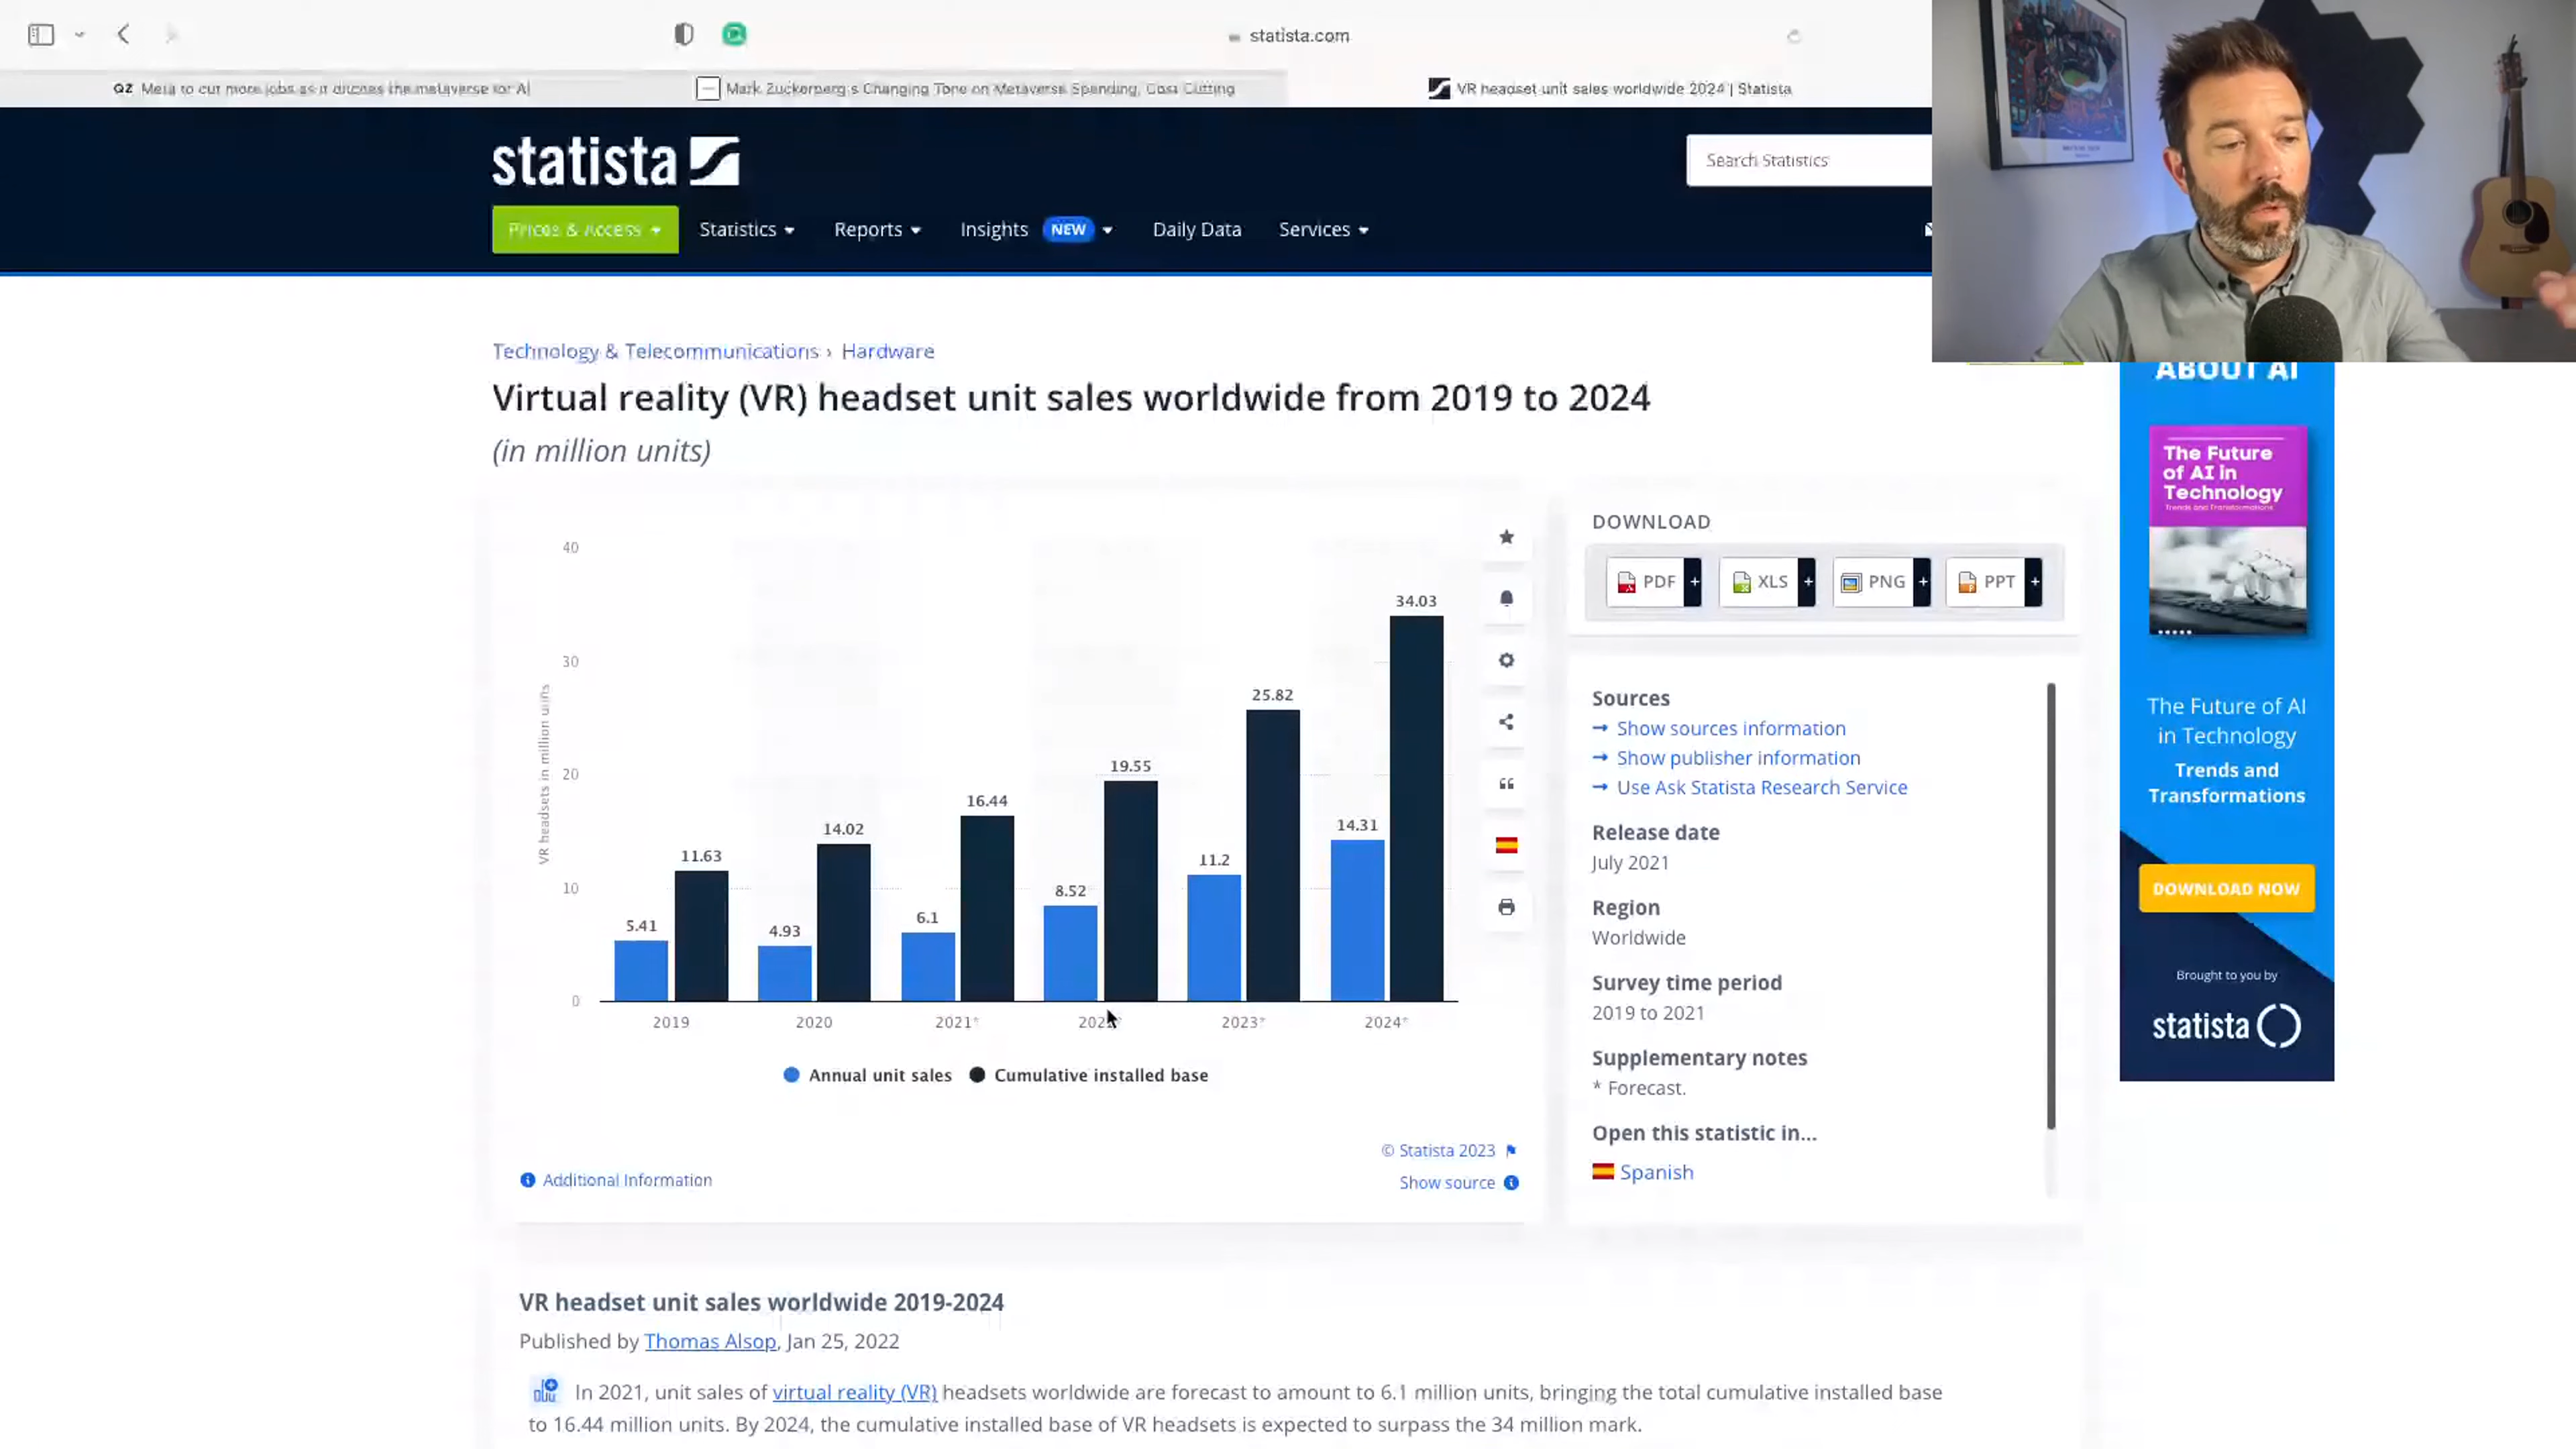 statista.com
QZ Meta to cut more jobs as it ditches the metaverse for AI
Mark Zuckerberg's Changing Tone on Metaverse Spending, Cost Cutting
VR headset unit sales worldwide 2024 | Statista
statista
Search Statistics
Prices & Access
Statistics
Reports
Insights NEW
Daily Data
Services
Technology & Telecommunications › Hardware
Virtual reality (VR) headset unit sales worldwide from 2019 to 2024
(in million units)
VR headsets in million units
40
30
20
10
0
5.41
11.63
4.93
14.02
6.1
16.44
8.52
19.55
11.2
25.82
14.31
34.03
2019
2020
2021*
2022*
2023*
2024*
Annual unit sales
Cumulative installed base
© Statista 2023
Additional Information
Show source
DOWNLOAD
PDF +
XLS +
PNG +
PPT +
Sources
→ Show sources information
→ Show publisher information
→ Use Ask Statista Research Service
Release date
July 2021
Region
Worldwide
Survey time period
2019 to 2021
Supplementary notes
* Forecast.
Open this statistic in...
Spanish
ABOUT AI
The Future
of AI in
Technology
Trends and Transformations
The Future of AI
in Technology
Trends and
Transformations
DOWNLOAD NOW
Brought to you by
statista
VR headset unit sales worldwide 2019-2024
Published by Thomas Alsop, Jan 25, 2022
In 2021, unit sales of virtual reality (VR) headsets worldwide are forecast to amount to 6.1 million units, bringing the total cumulative installed base
to 16.44 million units. By 2024, the cumulative installed base of VR headsets is expected to surpass the 34 million mark.